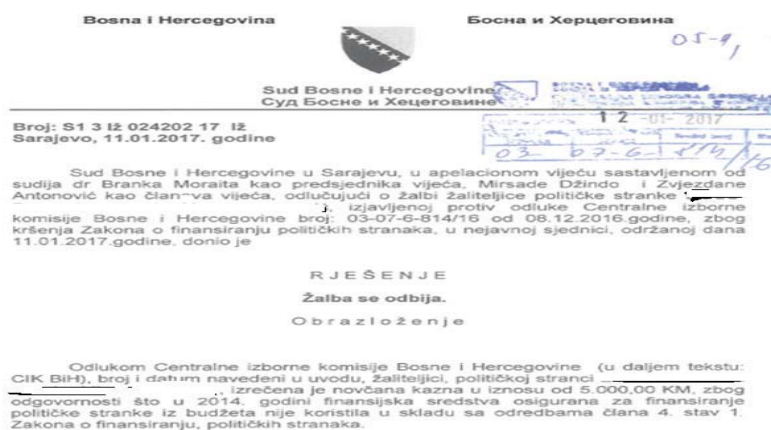 Bosna i Hercegovina Босна и Херцеговина
05-9,
Sud Bosne i Hercegovine
Суд Босне и Хецеговине
12 -01- 2017
Broj: S1 3 Iž 024202 17 Iž
Sarajevo, 11.01.2017. godine
03 07-6-
Sud Bosne i Hercegovine u Sarajevu, u apelacionom vijeću sastavljenom od
sudija dr Branka Moraita kao predsjednika vijeća, Mirsade Džindo i Zvjezdane
Antonović kao vijeća, odlučujući o žalbi žaliteljice političke stranke
izjavljenoj protiv odluke Centralne izborne
komisije Bosne i Hercegovine broj: 03-07-6-814/16 od 08.12.2016.godine, zbog
kršenja Zakona o finansiranju političkih stranaka, u nejavnoj sjednici, održanoj dana
11.01.2017.godine, donio je
R J E Š E N J E
Žalba se odbija.
O b r a z l o ž e n j e
Odlukom Centralne izborne komisije Bosne i Hercegovine (u daljem tekstu:
CIK BiH), broj i datum navedeni u uvodu, žaliteljici, političkoj stranci
izrečena je novčana kazna u iznosu od 5.000,00 KM, zbog
odgovornosti što u 2014. godini finansijska sredstva osigurana za finansiranje
političke stranke iz budžeta nije koristila u skladu sa odredbama člana 4. stav 1.
Zakona o finansiranju, političkih stranaka.